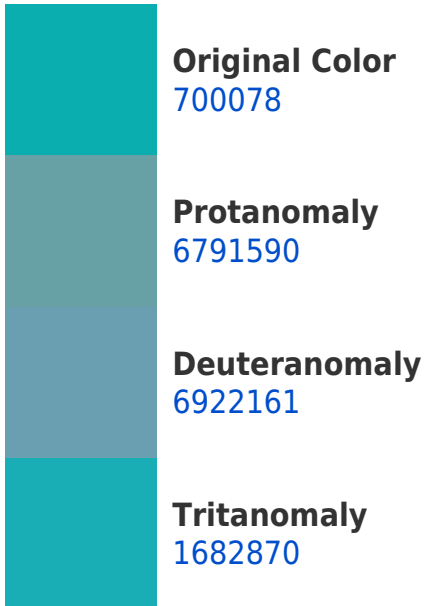 Original Color
700078
Protanomaly
6791590
Deuteranomaly
6922161
Tritanomaly
1682870